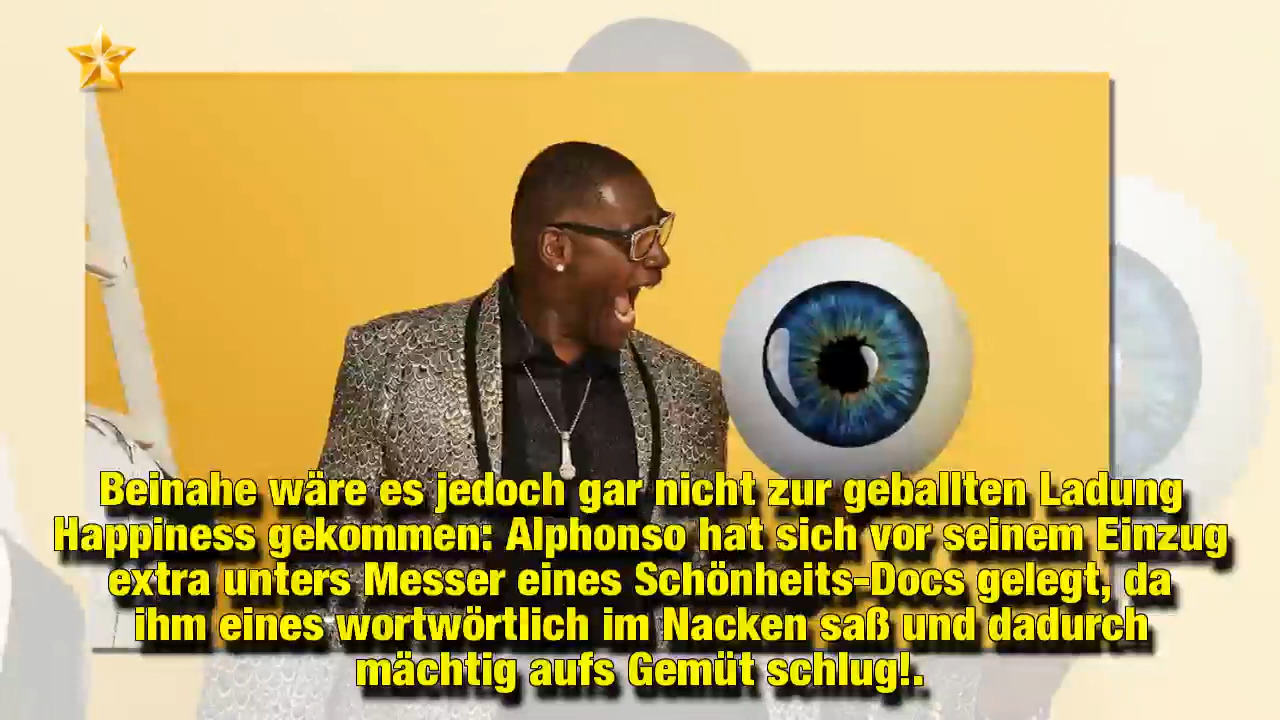 Beinahe wäre es jedoch gar nicht zur geballten Ladung
Happiness gekommen: Alphonso hat sich vor seinem Einzug
extra unters Messer eines Schönheits-Docs gelegt, da
ihm eines wortwörtlich im Nacken saß und dadurch
mächtig aufs Gemüt schlug!.